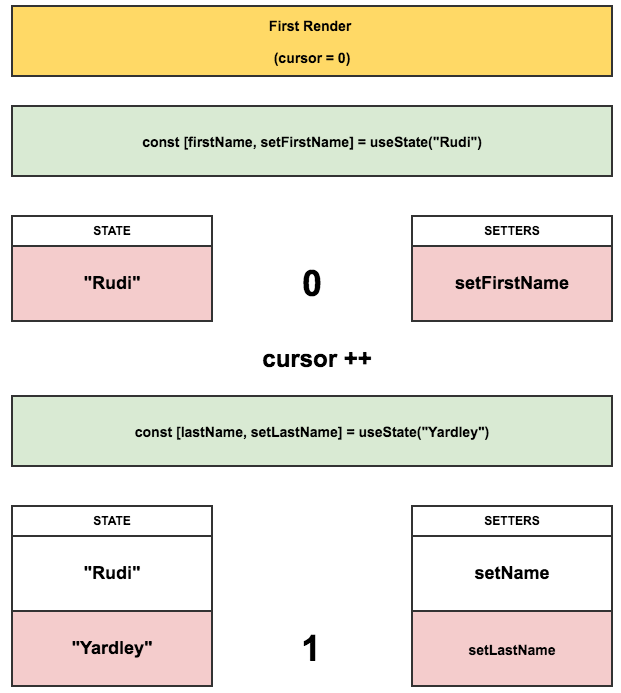 First Render
(cursor = 0)
const [firstName, setFirstName] = useState("Rudi")
STATE
SETTERS
"Rudi"
0
setFirstName
cursor ++
const [lastName, setLastName] = useState("Yardley")
STATE
SETTERS
"Rudi"
setName
"Yardley"
1
setLastName